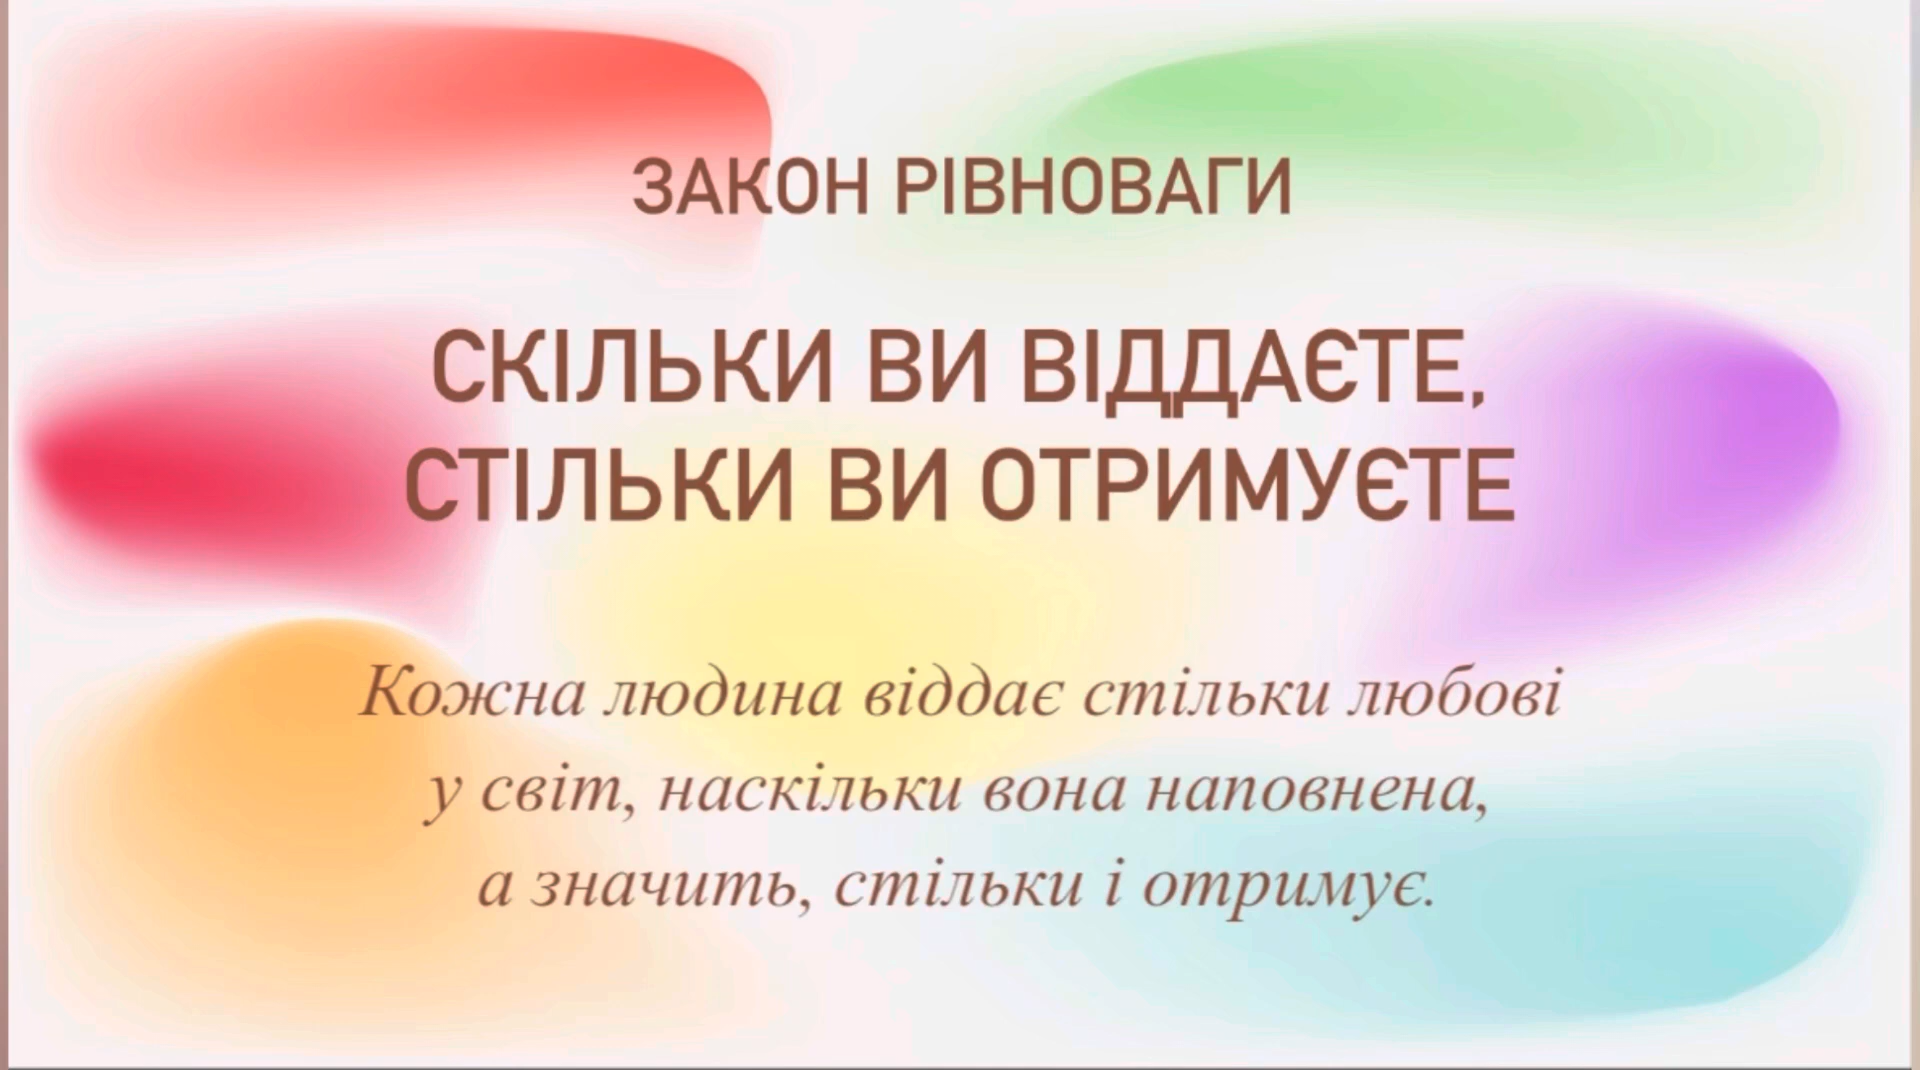 ЗАКОН РІВНОВАГИ
СКІЛЬКИ ВИ ВІДДАЄТЕ,
СТІЛЬКИ ВИ ОТРИМУЄТЕ
Кожна людина віддає стільки любові
у світ, наскільки вона наповнена,
а значить, стільки і отримує.